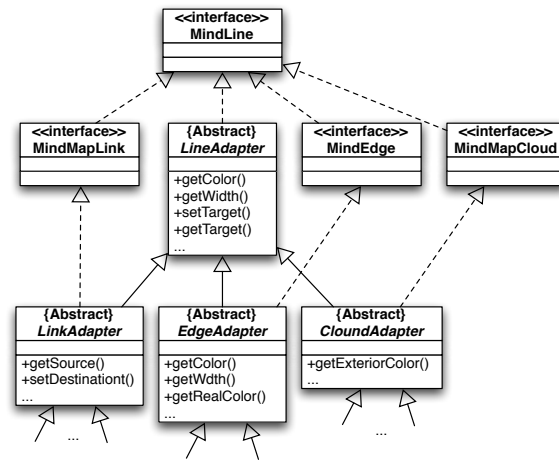 <<interface>>
MindLine
<<interface>>
MindMapLink
{Abstract}
LineAdapter
+getColor()
+getWidth()
+setTarget()
+getTarget()
...
<<interface>>
MindEdge
<<interface>>
MindMapCloud
{Abstract}
LinkAdapter
+getSource()
+setDestinationt()
...
{Abstract}
EdgeAdapter
+getColor()
+getWdth()
+getRealColor()
...
{Abstract}
CloundAdapter
+getExteriorColor()
...
...
...